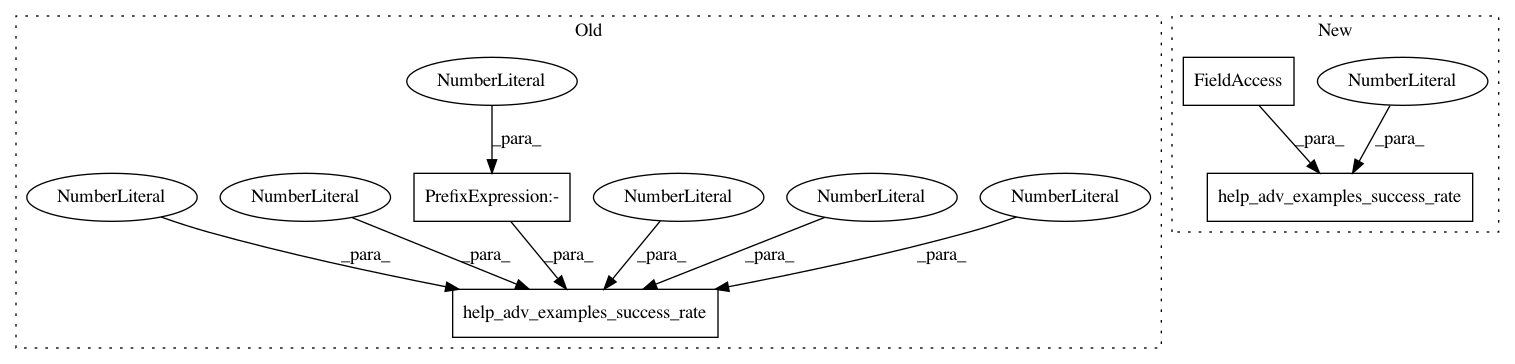 Old
New
NumberLiteral
FieldAccess
NumberLiteral
_para_
_para_
_para_
NumberLiteral
NumberLiteral
PrefixExpression:-
NumberLiteral
NumberLiteral
NumberLiteral
help_adv_examples_success_rate
_para_
_para_
_para_
_para_
_para_
_para_
help_adv_examples_success_rate